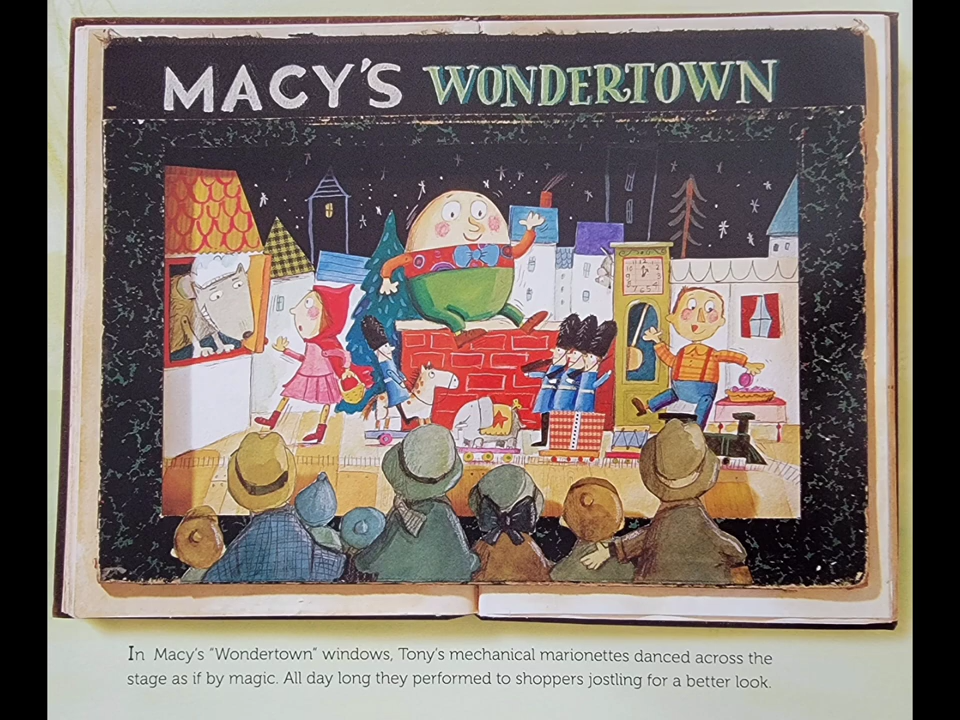 MACY'S WONDERTOWN
In Macy's "Wondertown" windows, Tony's mechanical marionettes danced across the
stage as if by magic. All day long they performed to shoppers jostling for a better look.